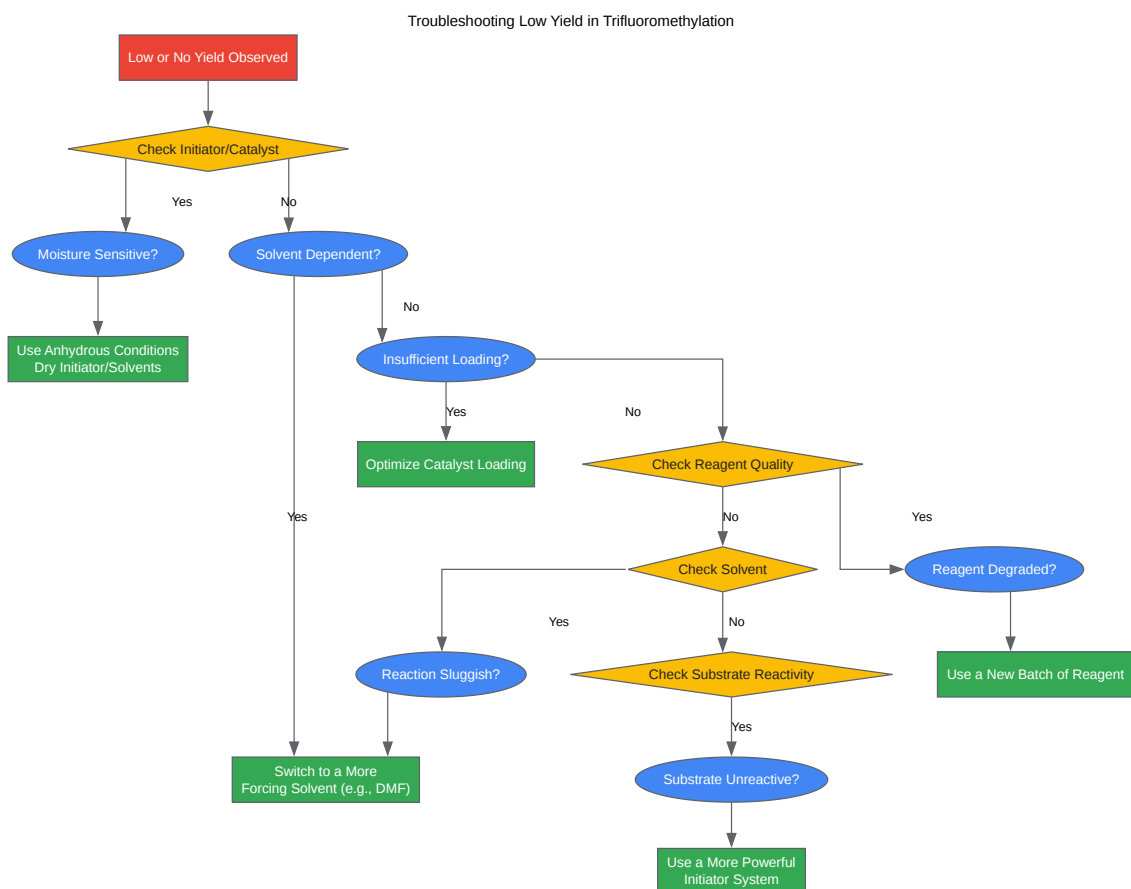 Troubleshooting Low Yield in Trifluoromethylation
Low or No Yield Observed
Check Initiator/Catalyst
Yes
No
Moisture Sensitive?
Solvent Dependent?
No
Use Anhydrous Conditions
Dry Initiator/Solvents
Insufficient Loading?
Yes
No
Optimize Catalyst Loading
Check Reagent Quality
Yes
No
Yes
Check Solvent
Reagent Degraded?
Yes
No
Reaction Sluggish?
Check Substrate Reactivity
Use a New Batch of Reagent
Yes
Switch to a More
Forcing Solvent (e.g., DMF)
Substrate Unreactive?
Use a More Powerful
Initiator System